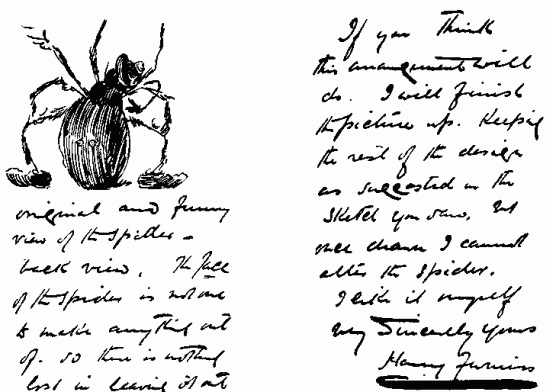 original and funny
view of the Spider –
back view. The face
of the Spider is not one
to make anything out
of. So there is nothing
lost in leaving it out
If you think
this arrangement will
do. I will finish
the picture up. Keeping
the rest of the design
as suggested in the
Sketch you saw, but
once drawn I cannot
alter the Spider.
I like it myself
Very Sincerely Yours
Harry Furniss